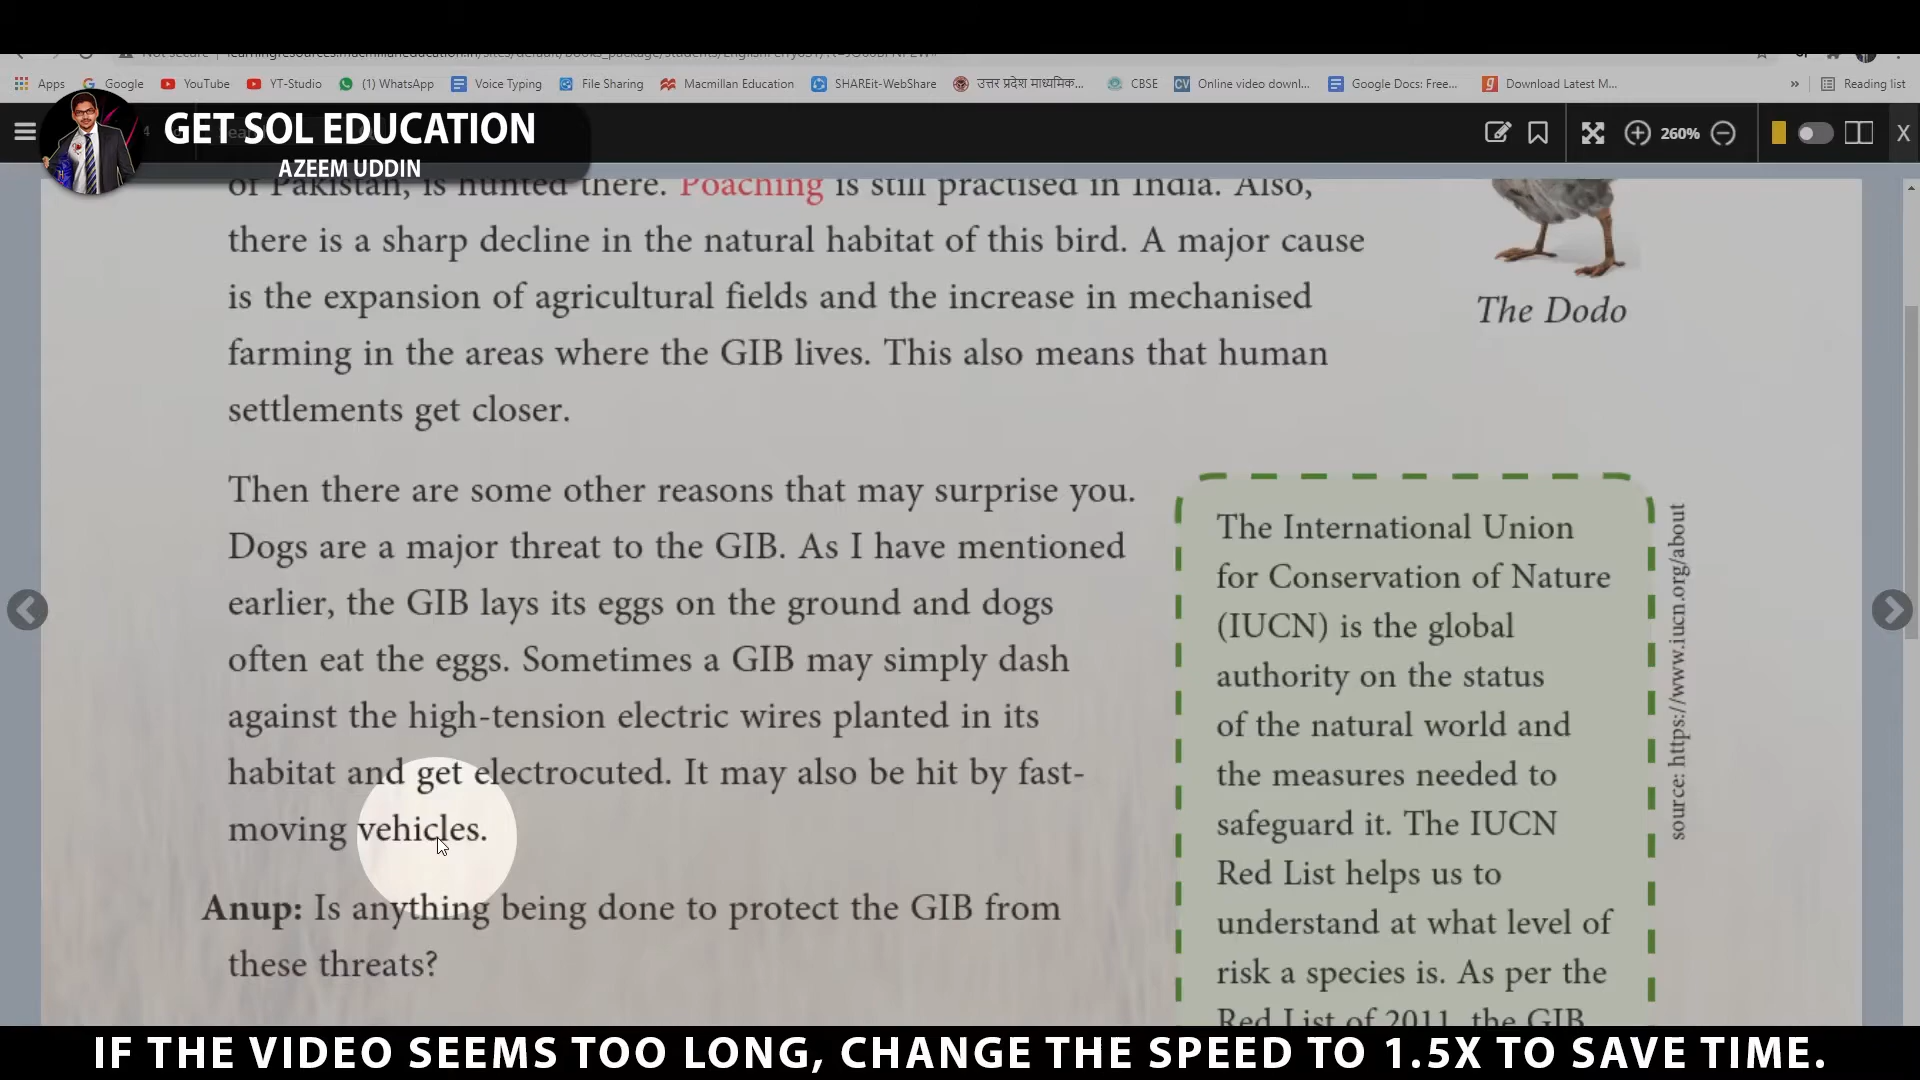 Apps
Google
YouTube
YT-Studio
(1) WhatsApp
Voice Typing
File Sharing
Macmillan Education
SHAREit-WebShare
उत्तर प्रदेश माध्यमिक...
CBSE
Online video downl...
Google Docs: Free...
Download Latest M...
»
Reading list
GET SOL EDUCATION
AZEEM UDDIN
260%
X
of Pakistan, is hunted there. Poaching is still practised in India. Also,
there is a sharp decline in the natural habitat of this bird. A major cause
is the expansion of agricultural fields and the increase in mechanised
farming in the areas where the GIB lives. This also means that human
settlements get closer.
The Dodo
Then there are some other reasons that may surprise you.
Dogs are a major threat to the GIB. As I have mentioned
earlier, the GIB lays its eggs on the ground and dogs
often eat the eggs. Sometimes a GIB may simply dash
against the high-tension electric wires planted in its
habitat and get electrocuted. It may also be hit by fast-
moving vehicles.
Anup: Is anything being done to protect the GIB from
these threats?
The International Union
for Conservation of Nature
(IUCN) is the global
authority on the status
of the natural world and
the measures needed to
safeguard it. The IUCN
Red List helps us to
understand at what level of
risk a species is. As per the
Red List of 2011, the GIB
source: https://www.iucn.org/about
IF THE VIDEO SEEMS TOO LONG, CHANGE THE SPEED TO 1.5X TO SAVE TIME.